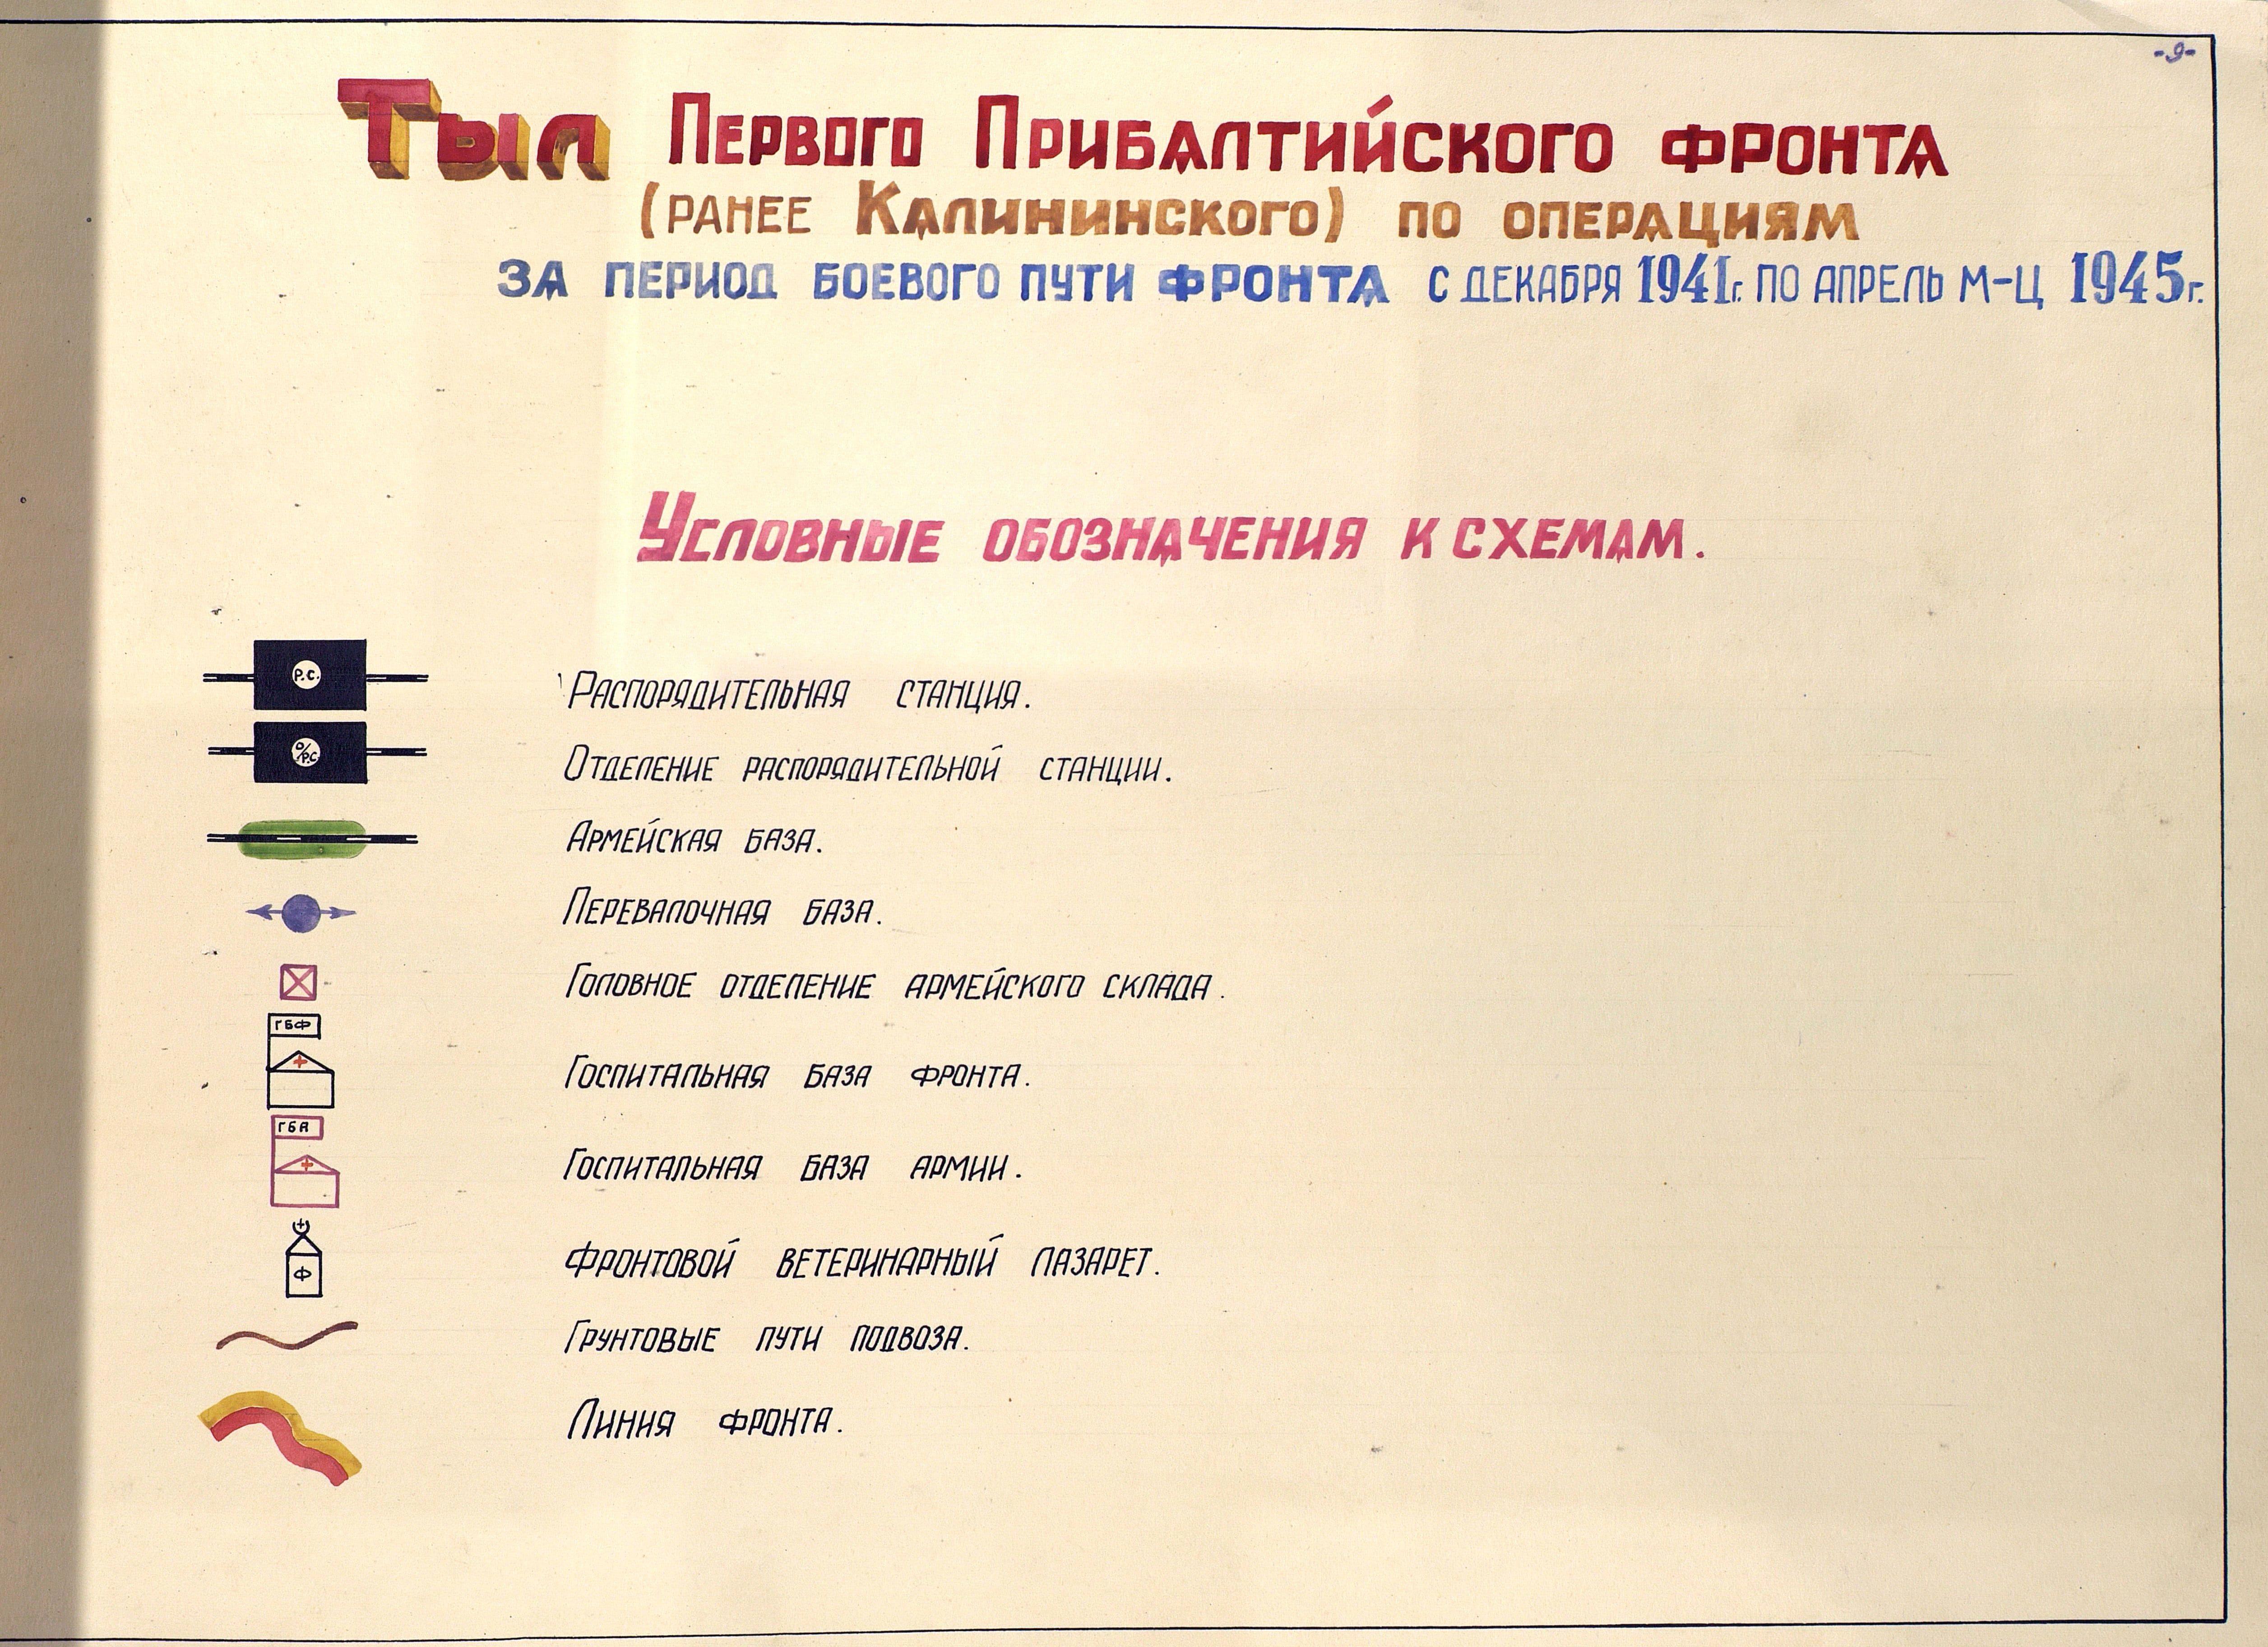 -9-
Тыл Первого Прибалтийского фронта
(ранее Калининского) по операциям
за период боевого пути фронта с декабря 1941г. по апрель м-ц 1945г.
Условные обозначения к схемам.
Р.С. Распорядительная станция.
О/Р.С Отделение распорядительной станции.
Армейская база.
Перевалочная база.
Головное отделение армейского склада.
ГБФ Госпитальная база фронта.
ГБА Госпитальная база армии.
Ф Фронтовой ветеринарный лазарет.
Грунтовые пути подвоза.
Линия фронта.